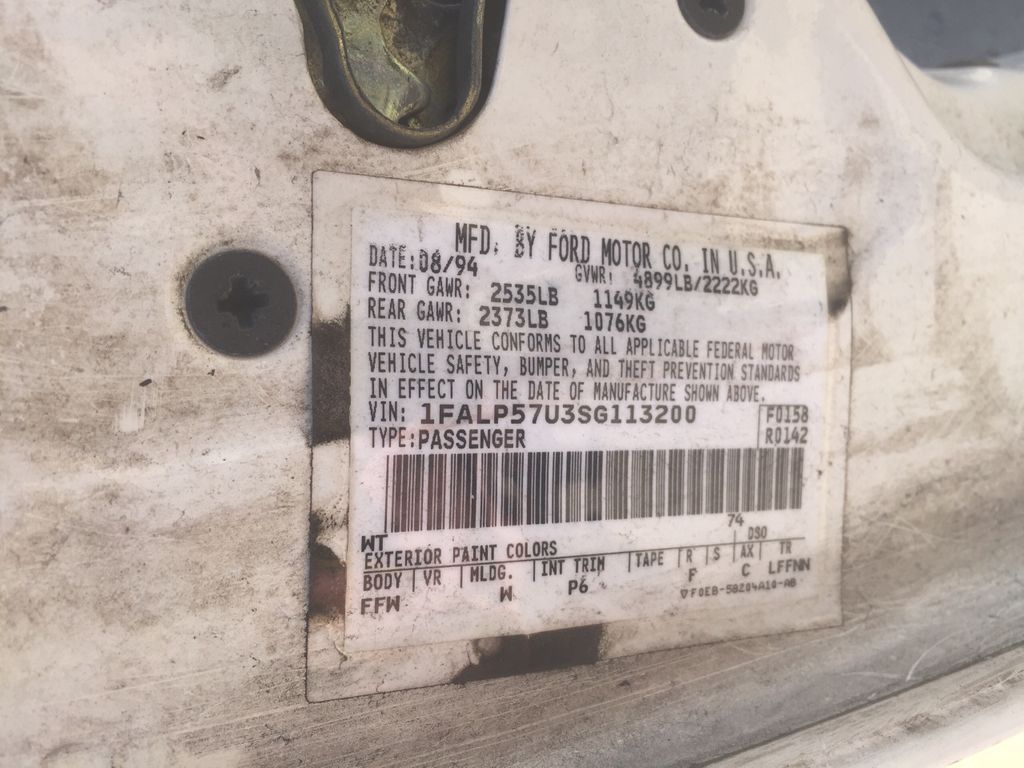 MFD. BY FORD MOTOR CO. IN U.S.A.
DATE: 08/94 GVWR: 4899LB/2222KG
FRONT GAWR: 2535LB 1149KG
REAR GAWR: 2373LB 1076KG
THIS VEHICLE CONFORMS TO ALL APPLICABLE FEDERAL MOTOR
VEHICLE SAFETY, BUMPER, AND THEFT PREVENTION STANDARDS
IN EFFECT ON THE DATE OF MANUFACTURE SHOWN ABOVE.
VIN: 1FALP57U3SG113200 F0158
TYPE: PASSENGER R0142
74
WT DSO
EXTERIOR PAINT COLORS
BODY VR MLDG. INT TRIM TAPE R S AX TR
FFW W P6 F C LFFNN
▽F0EB-58204A10-AB